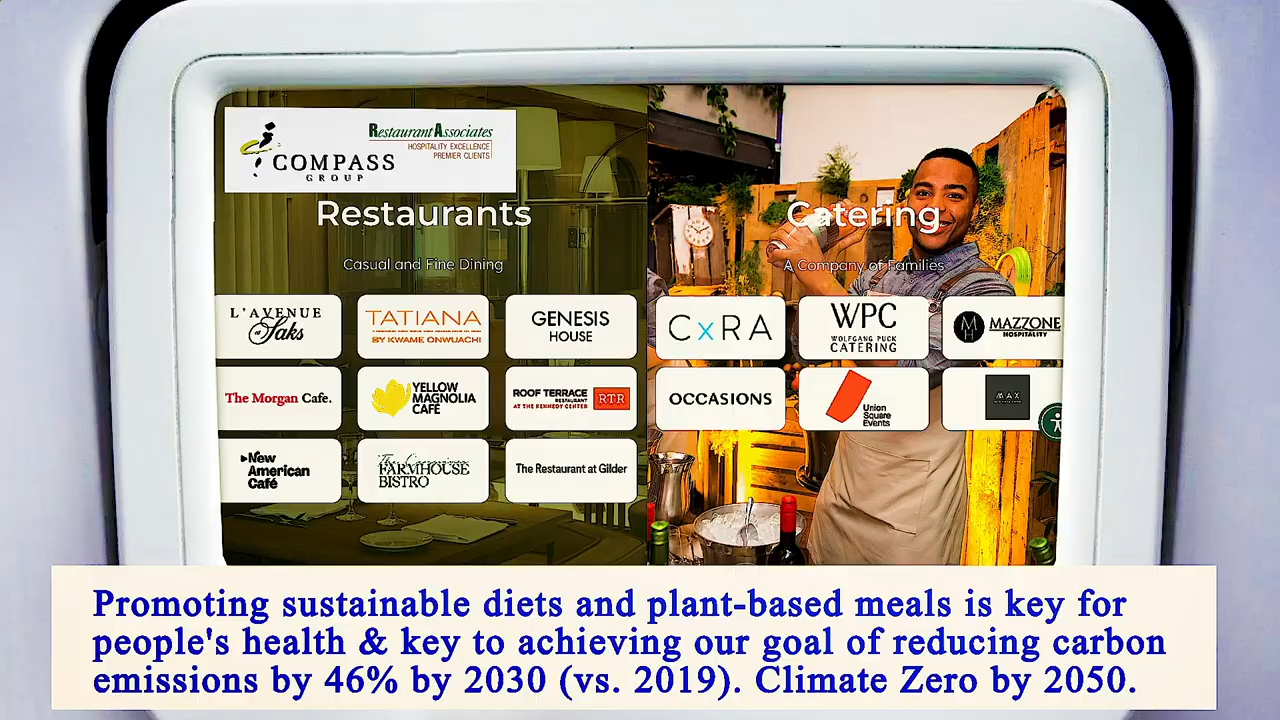 COMPASS
GROUP
Restaurant Associates
HOSPITALITY EXCELLENCE
PREMIER CLIENTS
Restaurants
Casual and Fine Dining
L'AVENUE
at Saks
TATIANA
BY KWAME ONWUACHI
GENESIS
HOUSE
The Morgan Cafe.
YELLOW
MAGNOLIA
CAFÉ
ROOF TERRACE
RESTAURANT
AT THE KENNEDY CENTER
RTR
New
American
Café
FARMHOUSE
BISTRO
The Restaurant at Gilder
Catering
A Company of Families
CxRA
WPC
WOLFGANG PUCK
CATERING
MH
MAZZONE
HOSPITALITY
OCCASIONS
Union
Square
Events
MAX
Promoting sustainable diets and plant-based meals is key for
people's health & key to achieving our goal of reducing carbon
emissions by 46% by 2030 (vs. 2019). Climate Zero by 2050.